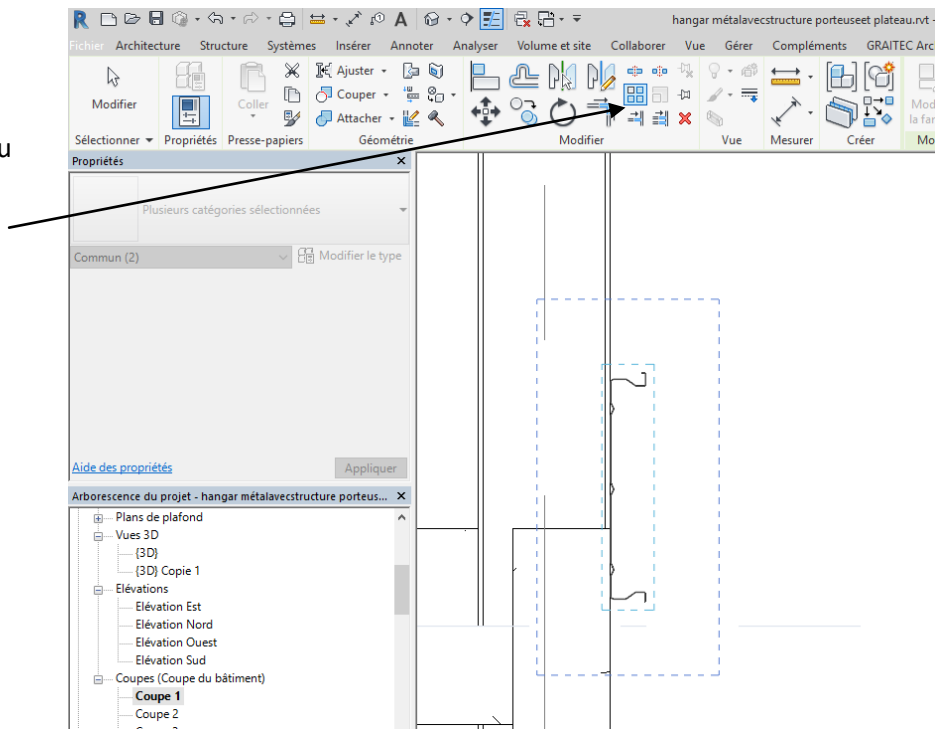 R A hangar métalavecstructure porteuseet plateau.rvt -
Fichier Architecture Structure Systèmes Insérer Annoter Analyser Volume et site Collaborer Vue Gérer Compléments GRAITEC Arc
Ajuster
Modifier Coller Couper Mod
Attacher la far
Sélectionner Propriétés Presse-papiers Géométrie Modifier Vue Mesurer Créer Mo
u
Propriétés
Plusieurs catégories sélectionnées
Commun (2) Modifier le type
Aide des propriétés Appliquer
Arborescence du projet - hangar métalavecstructure porteus...
Plans de plafond
Vues 3D
{3D}
{3D} Copie 1
Elévations
Elévation Est
Elévation Nord
Elévation Ouest
Elévation Sud
Coupes (Coupe du bâtiment)
Coupe 1
Coupe 2